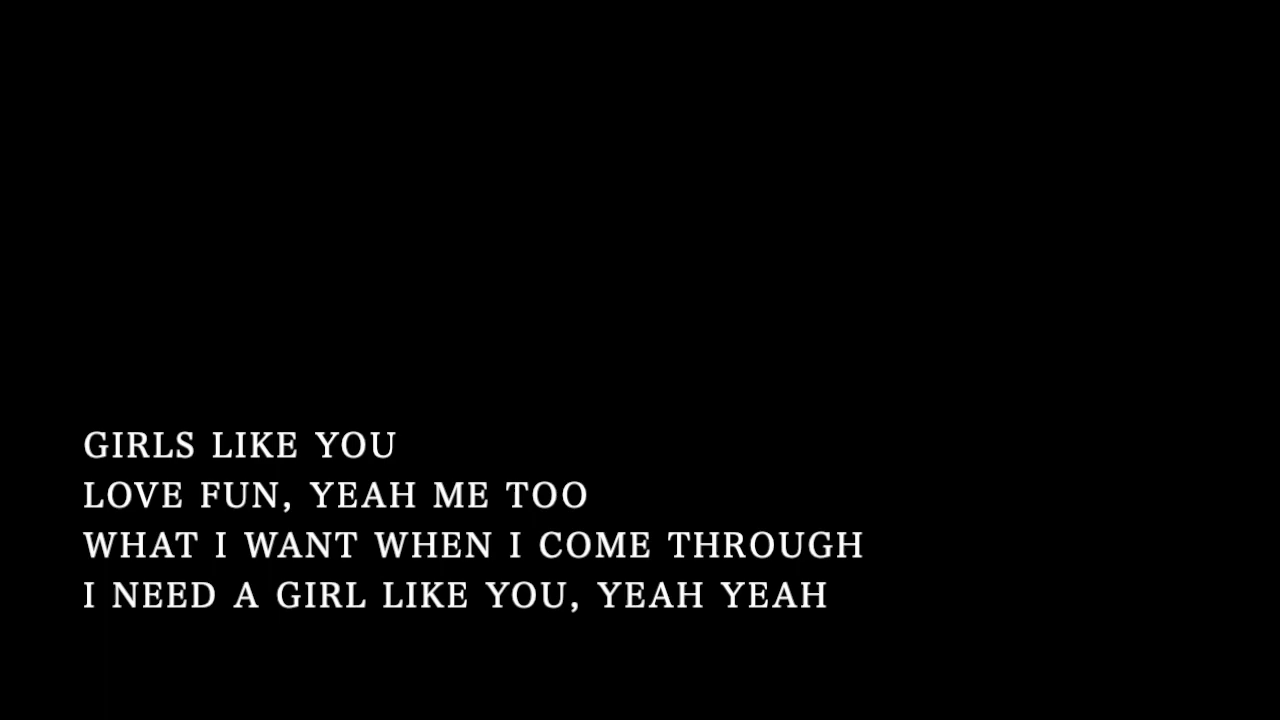 GIRLS LIKE YOU
LOVE FUN, YEAH ME TOO
WHAT I WANT WHEN I COME THROUGH
I NEED A GIRL LIKE YOU, YEAH YEAH